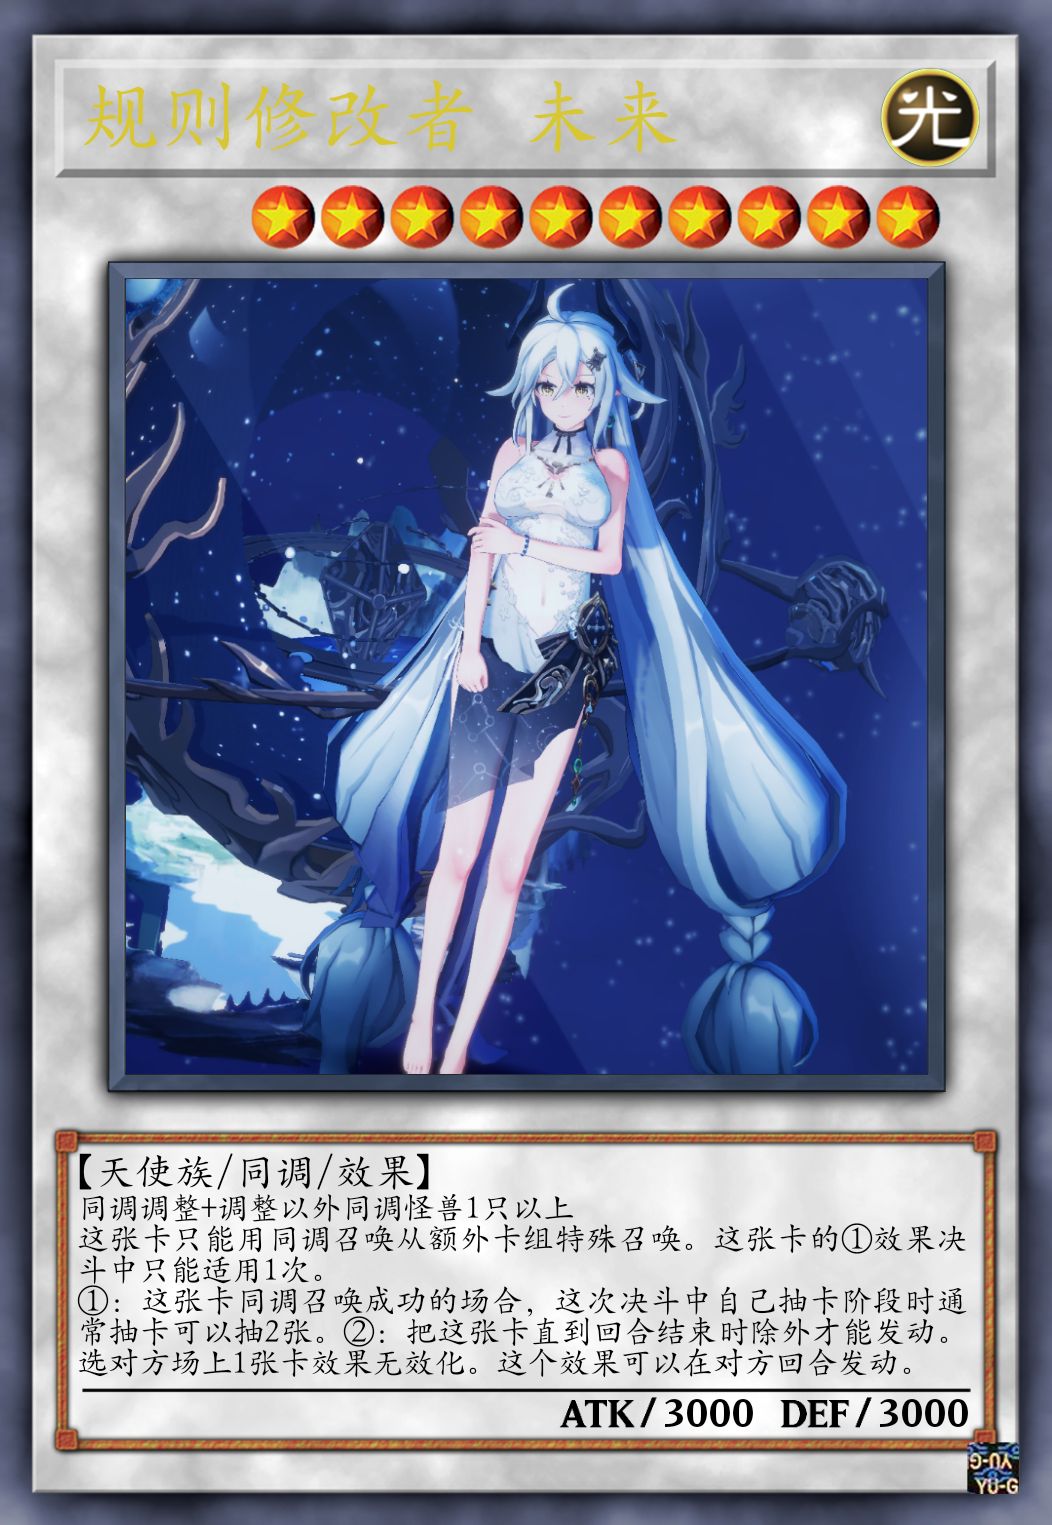 规则修改者 未来
光
【天使族/同调/效果】
同调调整+调整以外同调怪兽1只以上
这张卡只能用同调召唤从额外卡组特殊召唤。这张卡的①效果决
斗中只能适用1次。
①：这张卡同调召唤成功的场合，这次决斗中自己抽卡阶段时通
常抽卡可以抽2张。②：把这张卡直到回合结束时除外才能发动。
选对方场上1张卡效果无效化。这个效果可以在对方回合发动。
ATK/3000 DEF/3000
YU-G
YU-G